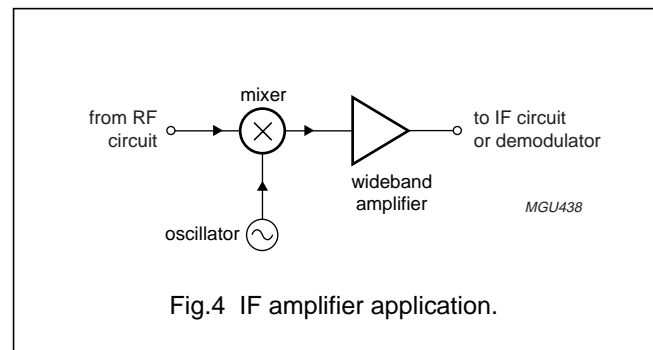 mixer
from RF
circuit
to IF circuit
or demodulator
wideband
amplifier
MGU438
oscillator
Fig.4 IF amplifier application.